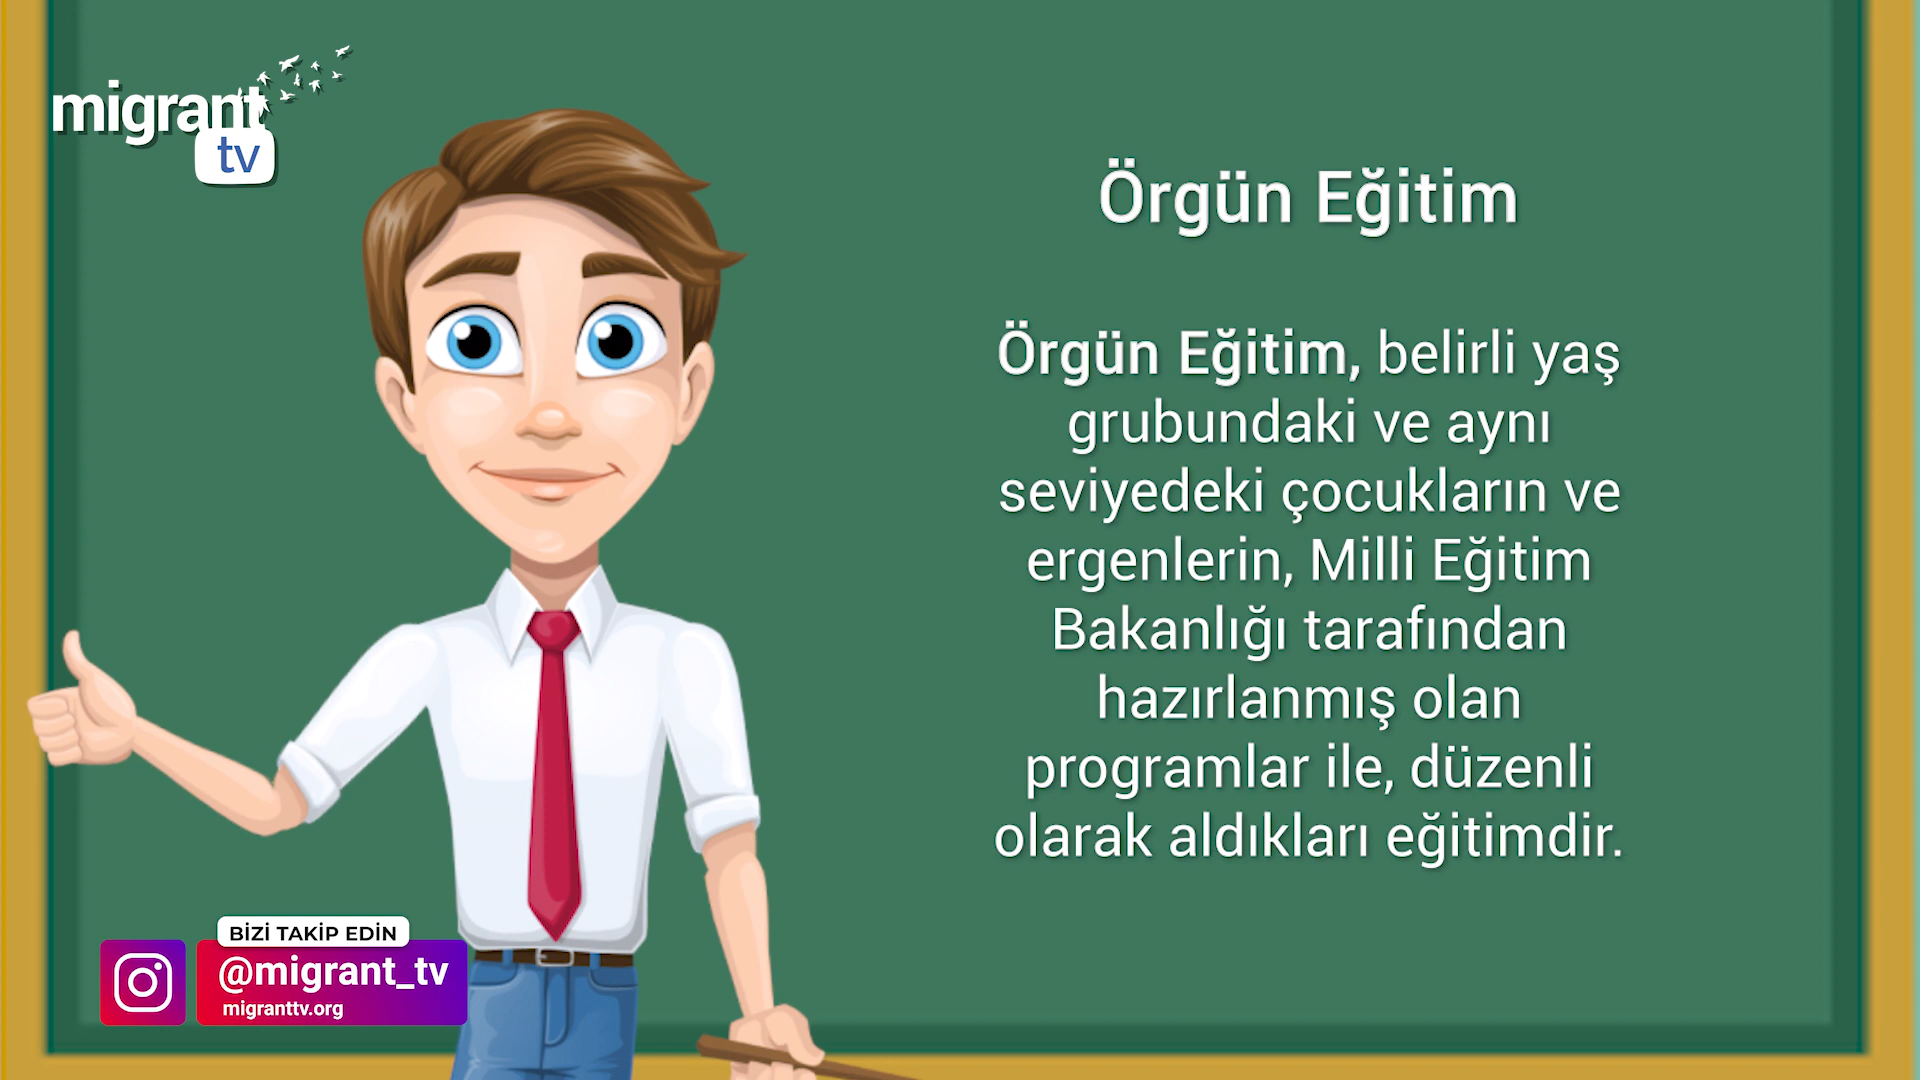 migrant
tv
Örgün Eğitim
Örgün Eğitim, belirli yaş
grubundaki ve aynı
seviyedeki çocukların ve
ergenlerin, Milli Eğitim
Bakanlığı tarafından
hazırlanmış olan
programlar ile, düzenli
olarak aldıkları eğitimdir.
BİZİ TAKİP EDİN
@migrant_tv
migranttv.org